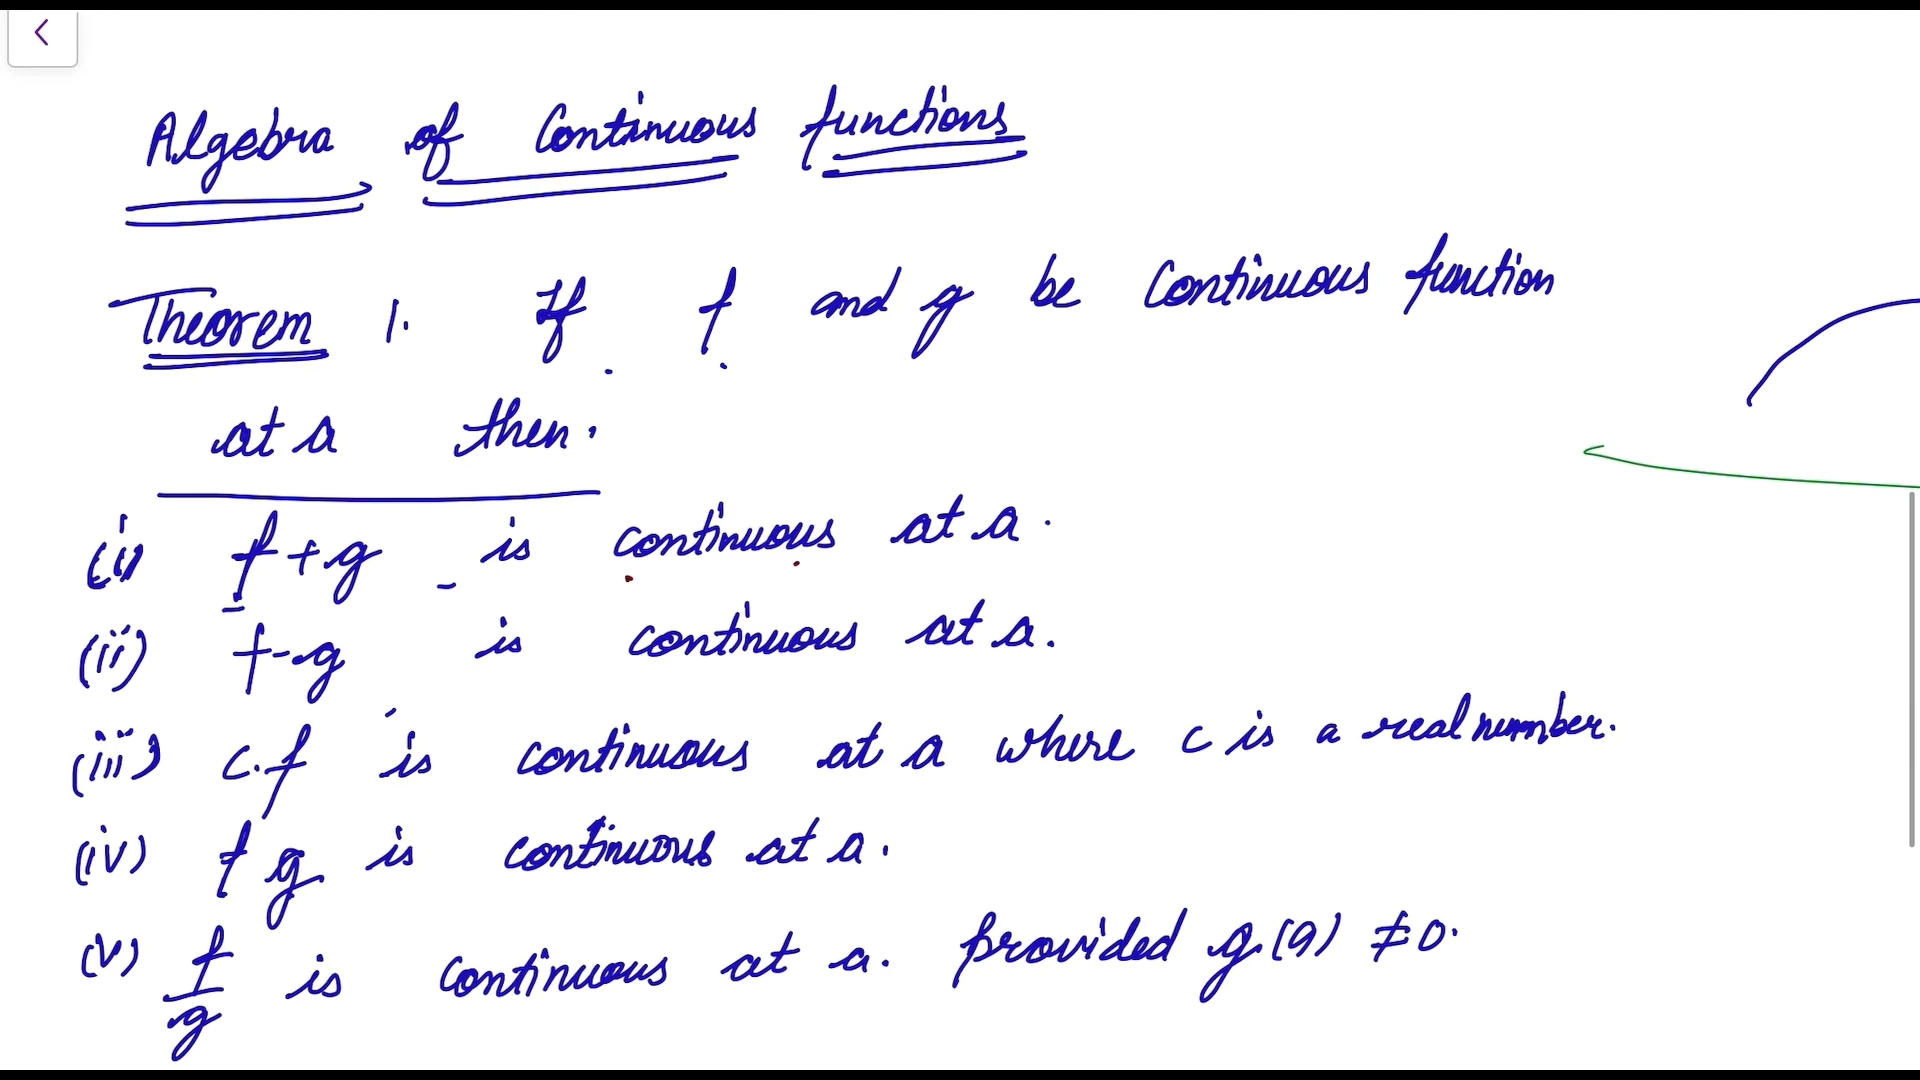 Algebra of Continuous functions
Theorem 1. If f and g be Continuous function
at a then.
(i) f+g is continuous at a.
(ii) f-g is continuous at a.
(iii) c.f is continuous at a where c is a real number.
(iv) f g is continuous at a.
(v) f/g is continuous at a. provided g(a) ≠ 0.